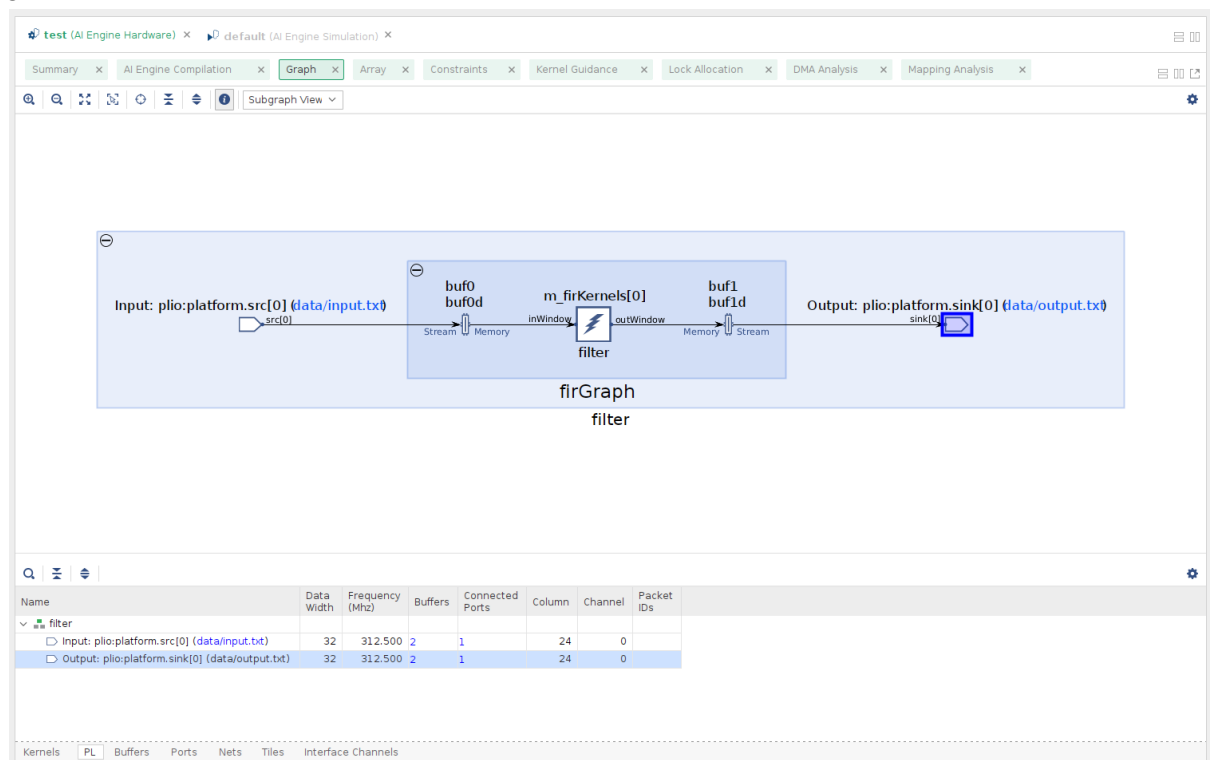 test (AI Engine Hardware) × default (AI Engine Simulation) ×
Summary × AI Engine Compilation × Graph × Array × Constraints × Kernel Guidance × Lock Allocation × DMA Analysis × Mapping Analysis ×
Subgraph View
buf0
buf0d
m_firKernels[0]
buf1
buf1d
Input: plio:platform.src[0] (data/input.txt)
Output: plio:platform.sink[0] (data/output.txt)
src[0]
inWindow
outWindow
sink[0]
Stream
Memory
Memory
Stream
filter
firGraph
filter
Name Data Width Frequency (Mhz) Buffers Connected Ports Column Channel Packet IDs
filter
Input: plio:platform.src[0] (data/input.txt) 32 312.500 2 1 24 0
Output: plio:platform.sink[0] (data/output.txt) 32 312.500 2 1 24 0
Kernels PL Buffers Ports Nets Tiles Interface Channels